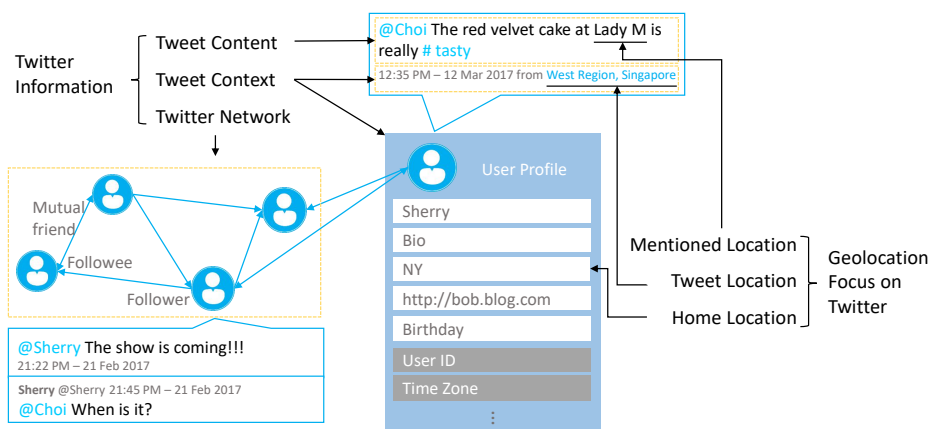 Twitter
Information
Tweet Content
Tweet Context
Twitter Network
@Choi The red velvet cake at Lady M is
really # tasty
12:35 PM – 12 Mar 2017 from West Region, Singapore
Mutual
friend
Followee
Follower
@Sherry The show is coming!!!
21:22 PM – 21 Feb 2017
Sherry @Sherry 21:45 PM – 21 Feb 2017
@Choi When is it?
User Profile
Sherry
Bio
NY
http://bob.blog.com
Birthday
User ID
Time Zone
⋮
Mentioned Location
Tweet Location
Home Location
Geolocation
Focus on
Twitter